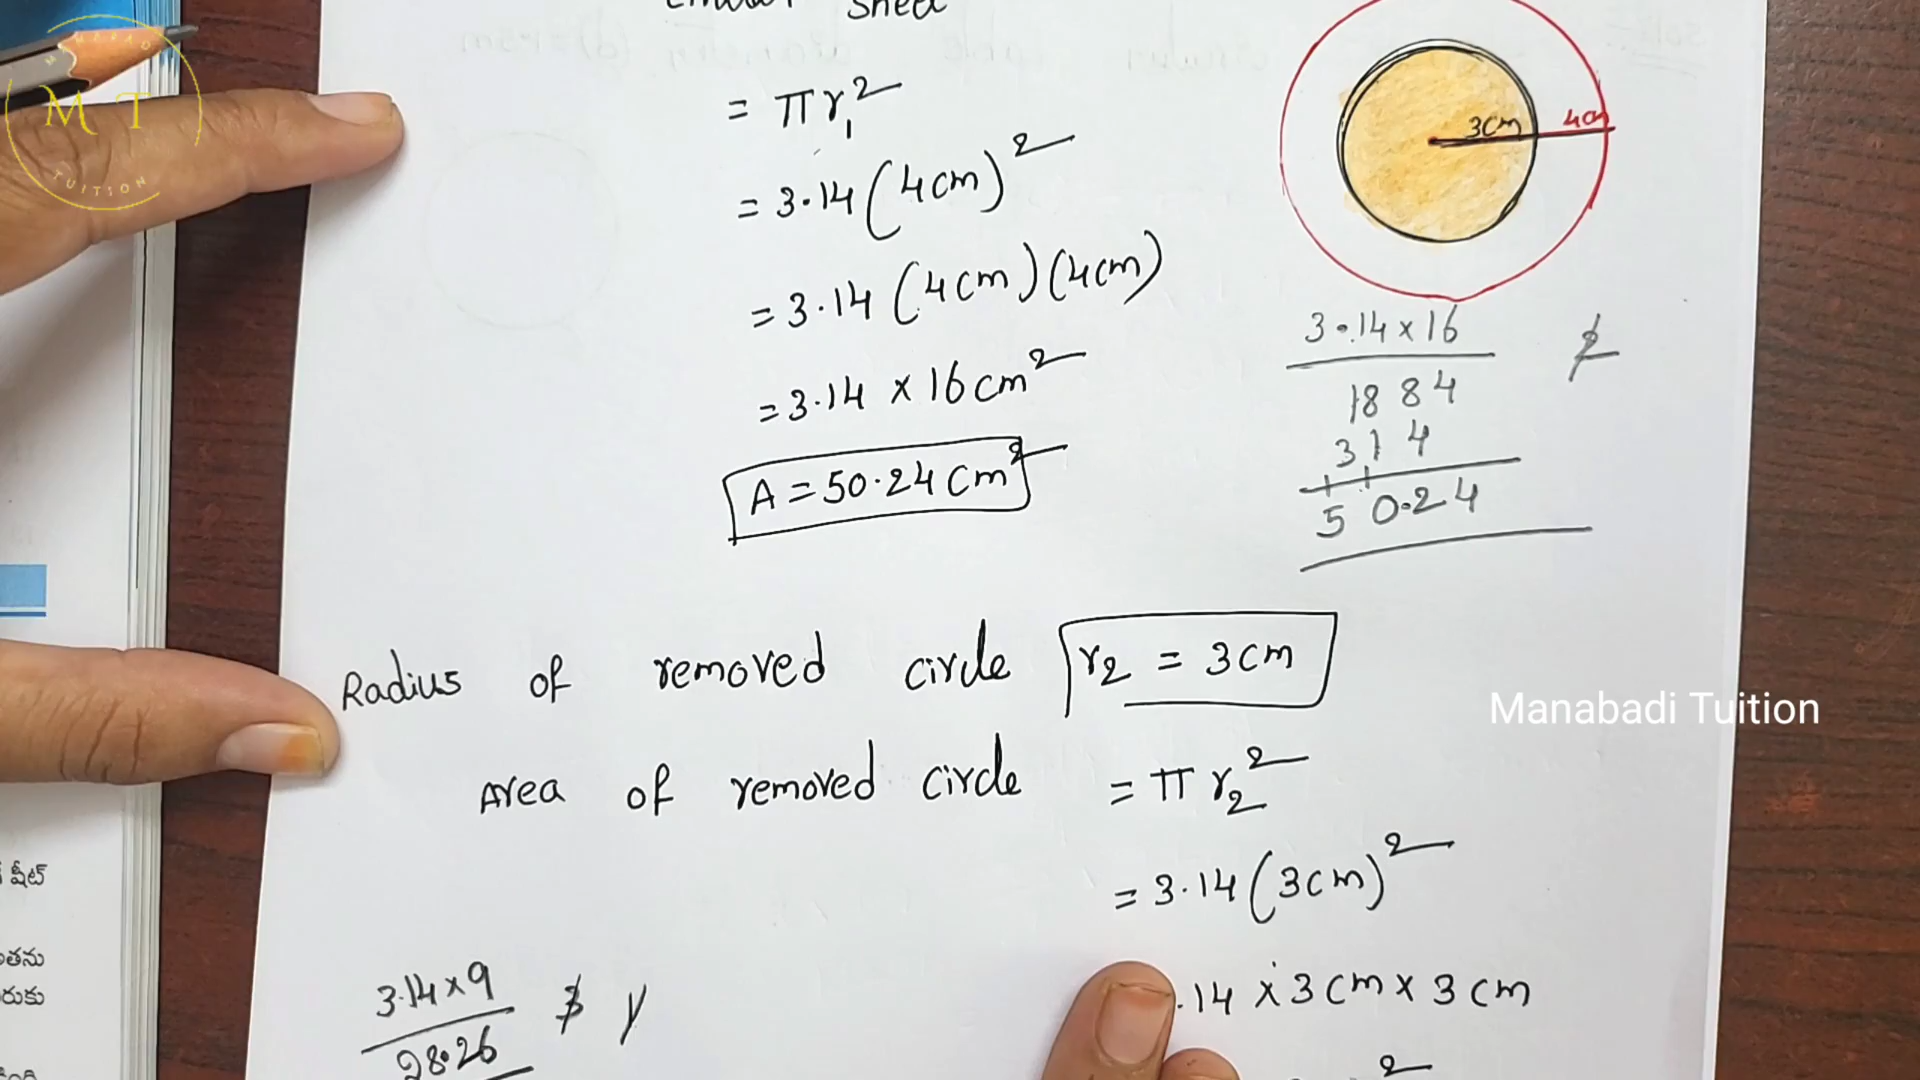 = πr₁²
= 3.14 (4cm)²
= 3.14 (4cm)(4cm)
= 3.14 × 16cm²
A = 50.24 cm²
3cm
4cm
3.14 × 16
1884
314
50.24
Radius of removed circle r₂ = 3cm
Area of removed circle = πr₂²
= 3.14 (3cm)²
.14 × 3cm × 3cm
3.14×9
28.26
Manabadi Tuition
M T
TUITION
షీట్